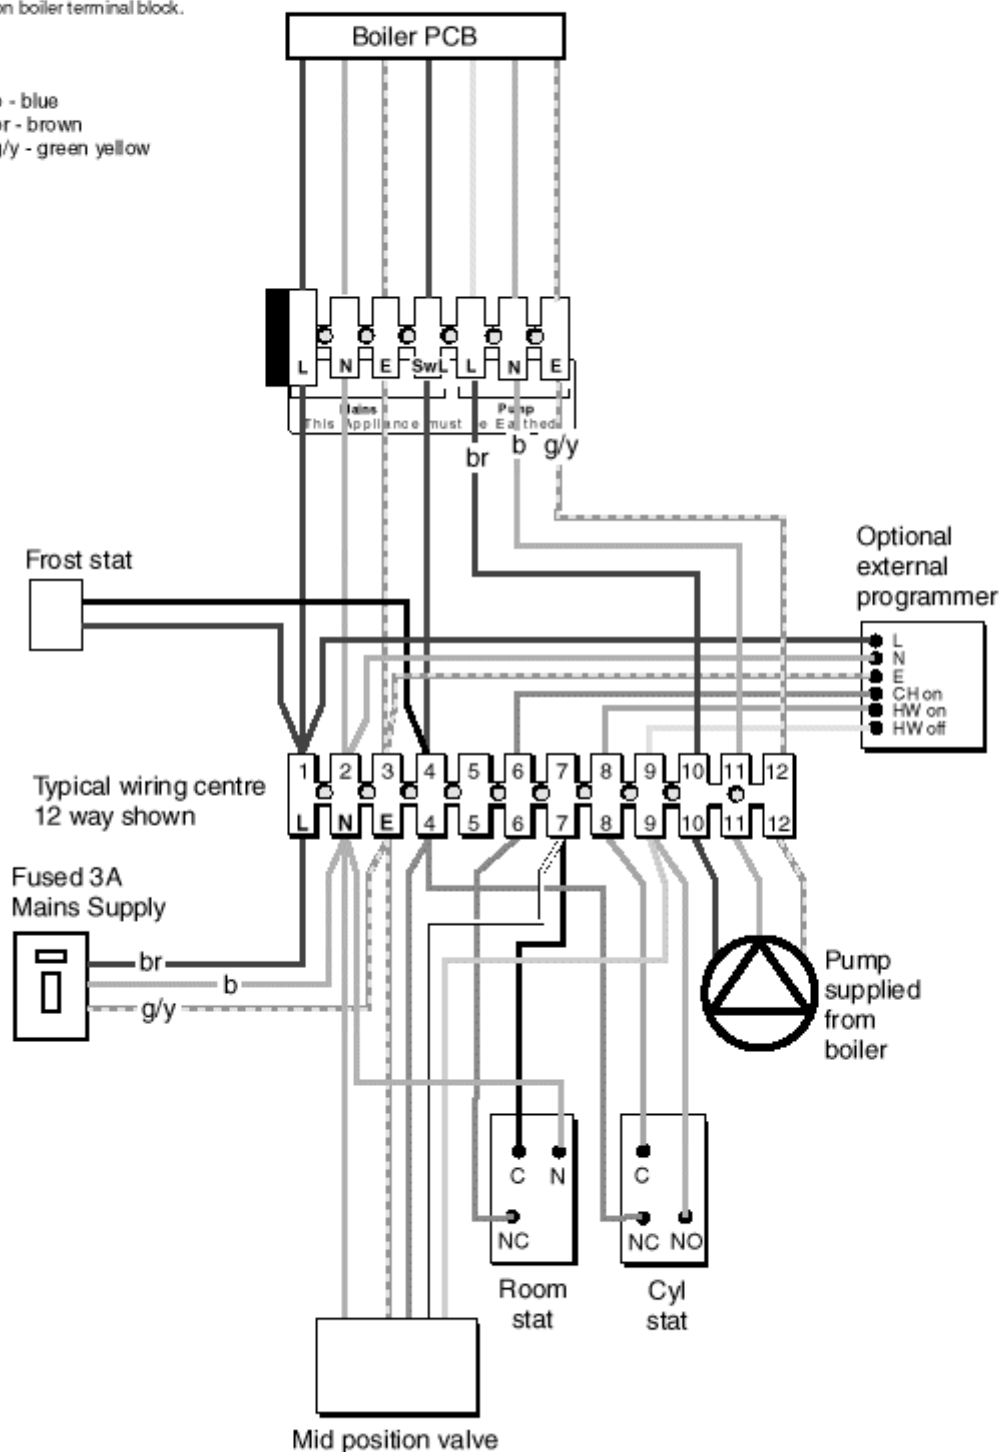 on boiler terminal block.
Boiler PCB
- blue
br - brown
g/y - green yellow
L N E SwL L N E
Mains Pump
This Appliance must be Earthed
br b g/y
Frost stat
Optional
external
programmer
L
N
E
CH on
HW on
HW off
1 2 3 4 5 6 7 8 9 10 11 12
Typical wiring centre
12 way shown
L N E 4 5 6 7 8 9 10 11 12
Fused 3A
Mains Supply
br
b
g/y
Pump
supplied
from
boiler
C N
NC
C
NC NO
Room
stat
Cyl
stat
Mid position valve